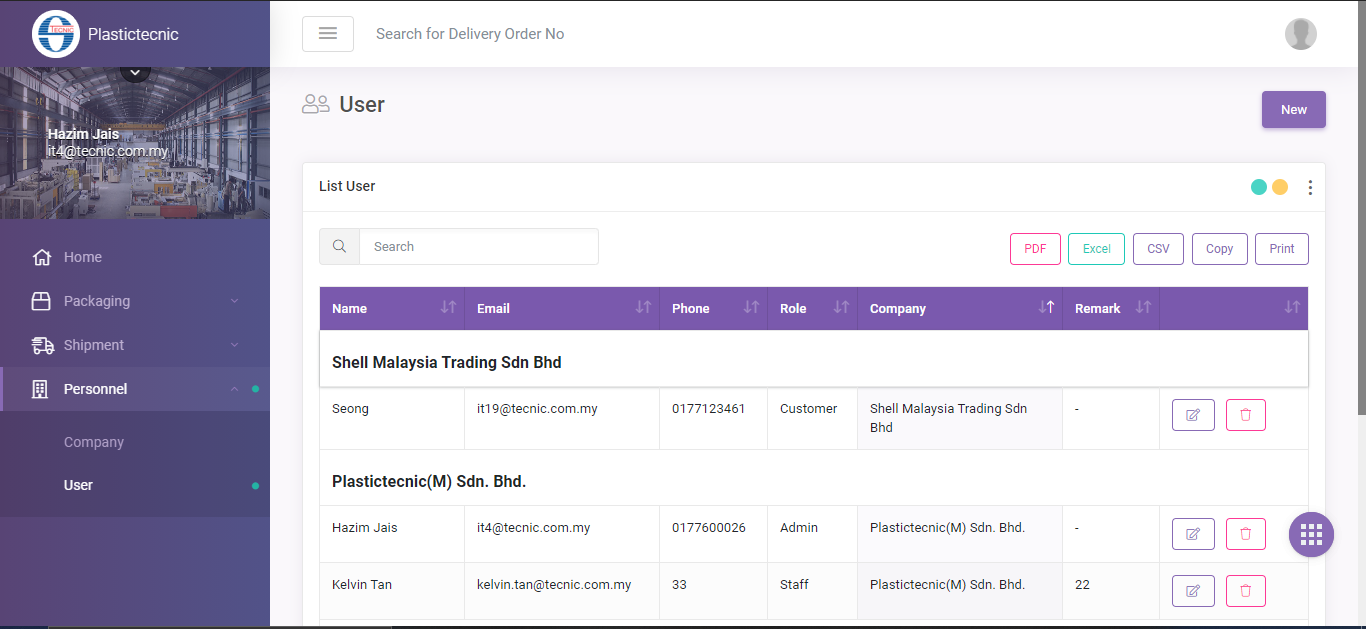 TECNIC
Plastictecnic
Search for Delivery Order No
Hazim Jais
it4@tecnic.com.my
Home
Packaging
Shipment
Personnel
Company
User
User
New
List User
Search
PDF Excel CSV Copy Print
Name Email Phone Role Company Remark
Shell Malaysia Trading Sdn Bhd
Seong it19@tecnic.com.my 0177123461 Customer Shell Malaysia Trading Sdn
Bhd -
Plastictecnic(M) Sdn. Bhd.
Hazim Jais it4@tecnic.com.my 0177600026 Admin Plastictecnic(M) Sdn. Bhd. -
Kelvin Tan kelvin.tan@tecnic.com.my 33 Staff Plastictecnic(M) Sdn. Bhd. 22